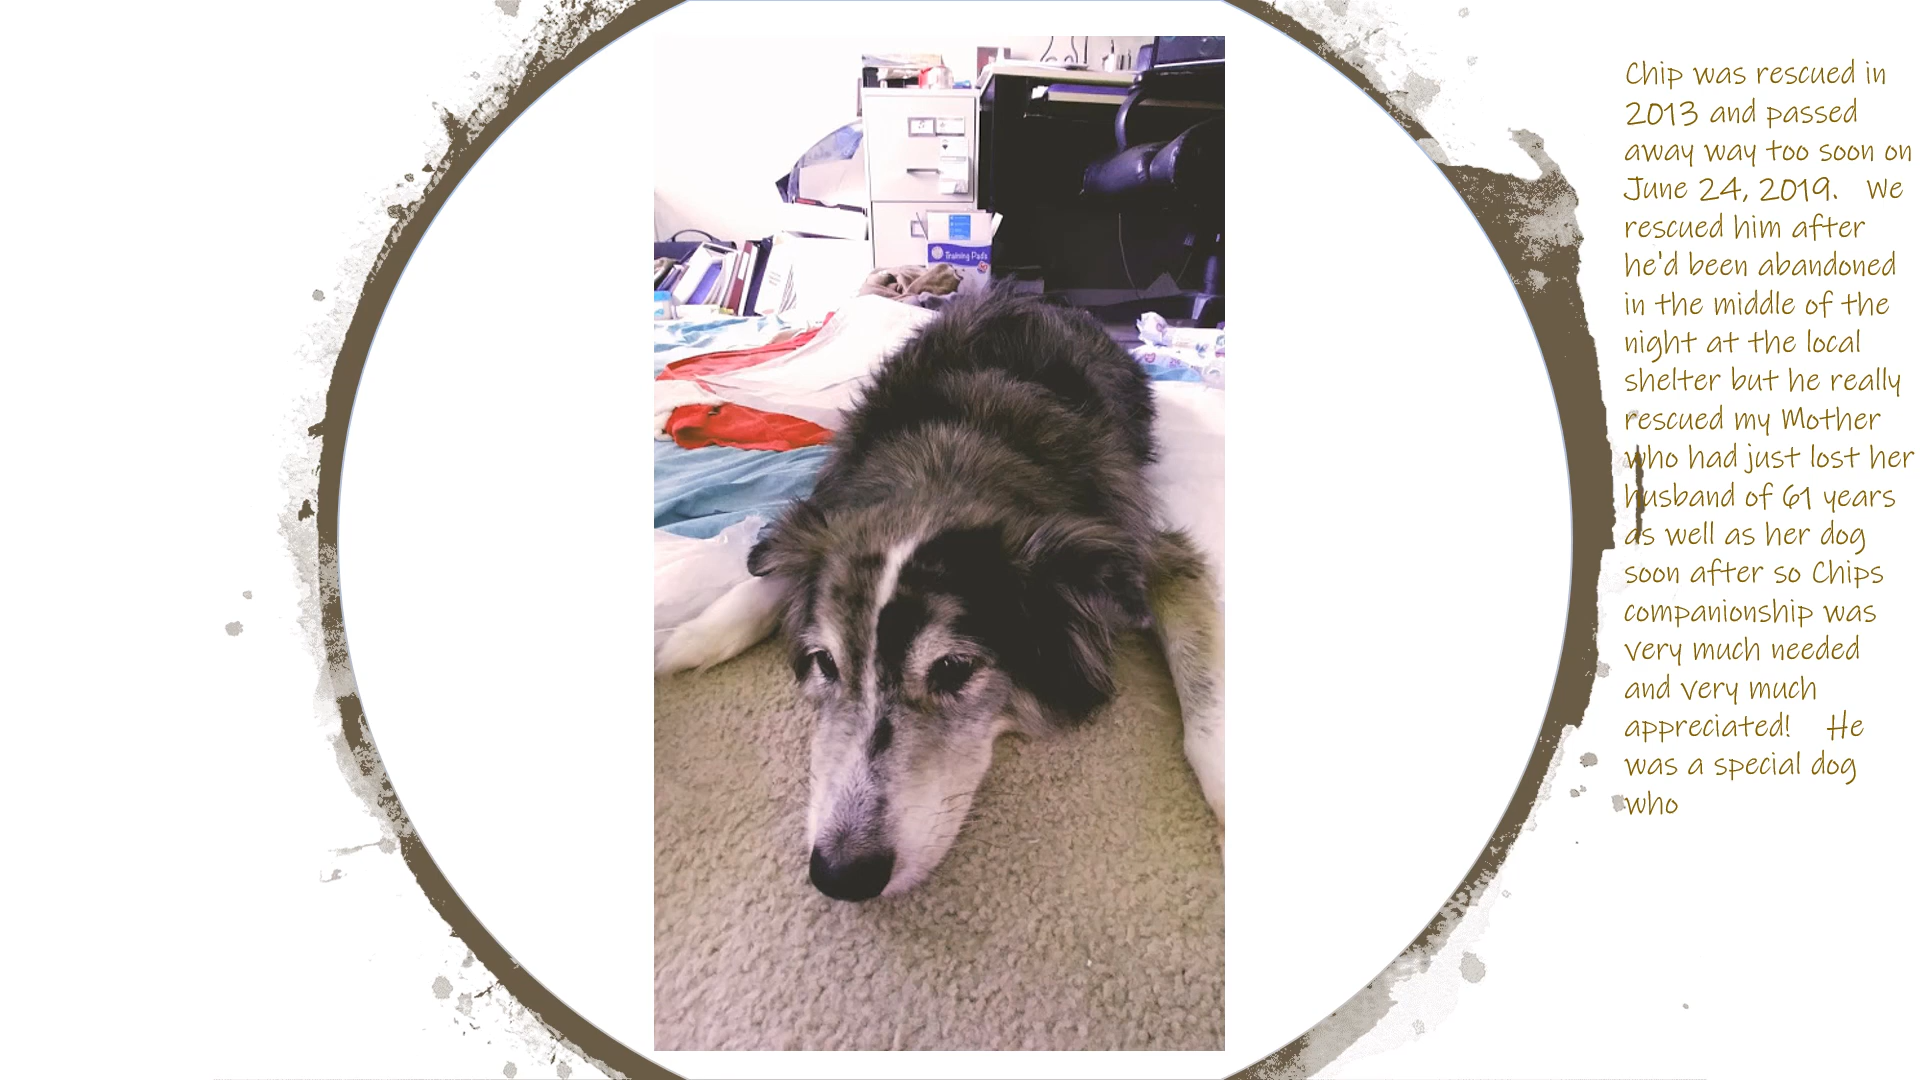 Chip was rescued in
2013 and passed
away way too soon on
June 24, 2019. We
rescued him after
he'd been abandoned
in the middle of the
night at the local
shelter but he really
rescued my Mother
who had just lost her
husband of 61 years
as well as her dog
soon after so Chips
companionship was
very much needed
and very much
appreciated! He
was a special dog
who
Training Pads